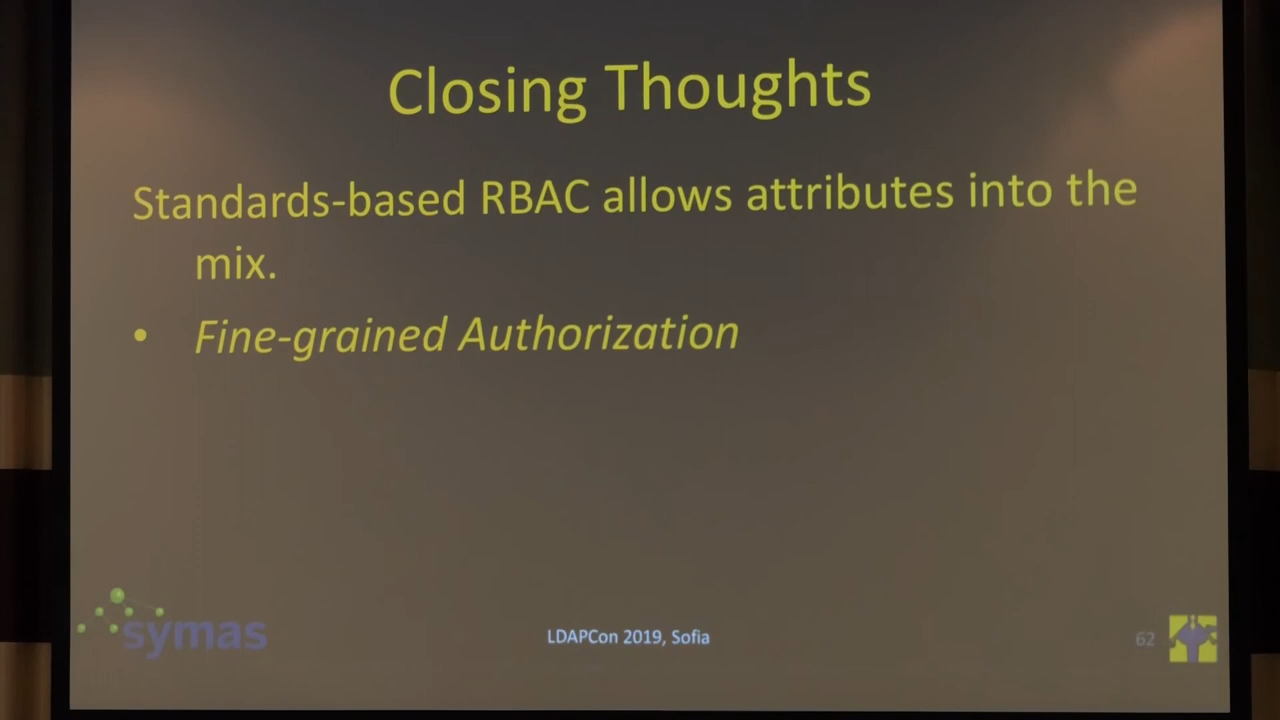 Closing Thoughts
Standards-based RBAC allows attributes into the
mix.
• Fine-grained Authorization
symas
LDAPCon 2019, Sofia
62